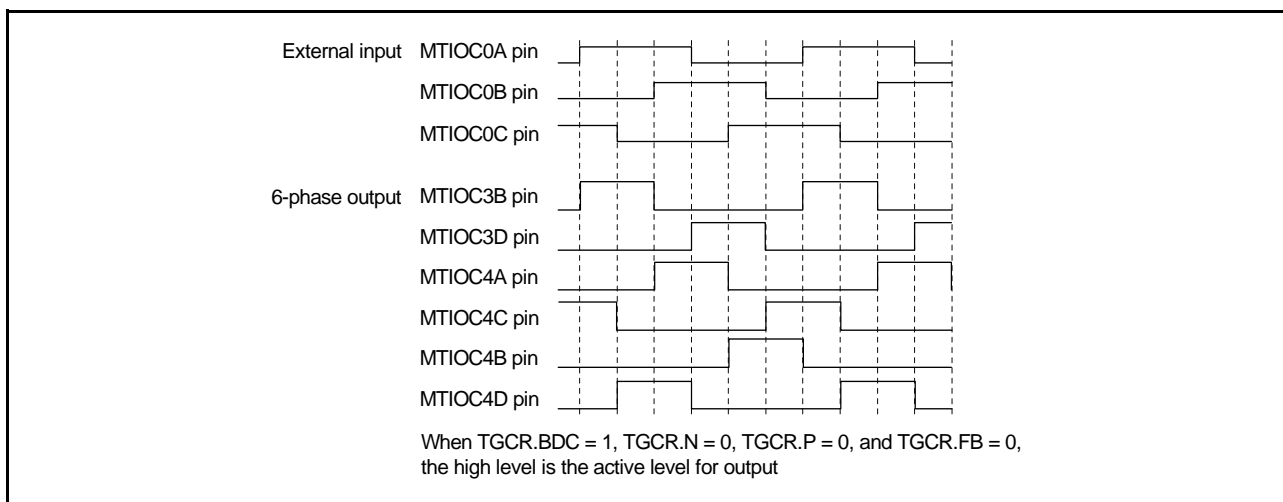 External input MTIOC0A pin
MTIOC0B pin
MTIOC0C pin
6-phase output MTIOC3B pin
MTIOC3D pin
MTIOC4A pin
MTIOC4C pin
MTIOC4B pin
MTIOC4D pin
When TGCR.BDC = 1, TGCR.N = 0, TGCR.P = 0, and TGCR.FB = 0,
the high level is the active level for output